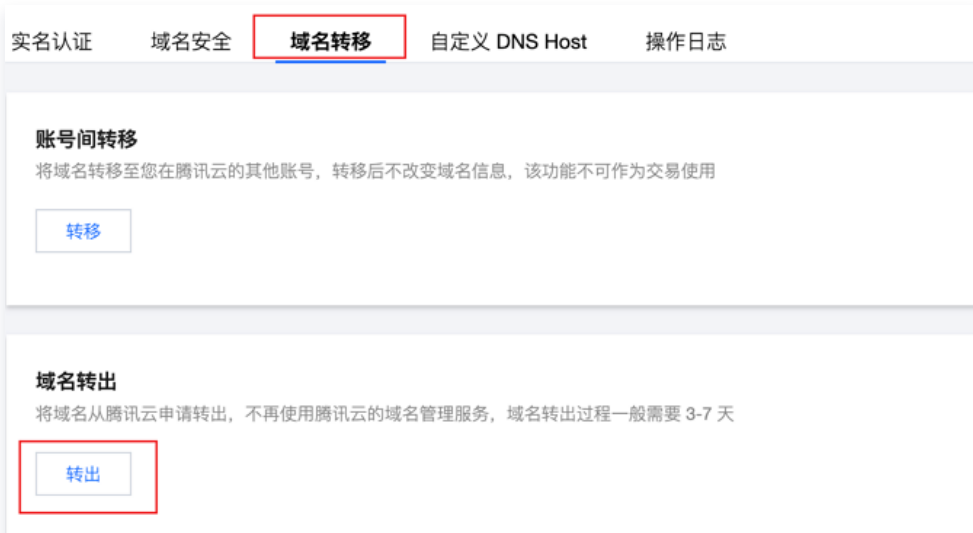 实名认证 域名安全 域名转移 自定义 DNS Host 操作日志
账号间转移
将域名转移至您在腾讯云的其他账号，转移后不改变域名信息，该功能不可作为交易使用
转移
域名转出
将域名从腾讯云申请转出，不再使用腾讯云的域名管理服务，域名转出过程一般需要 3-7 天
转出